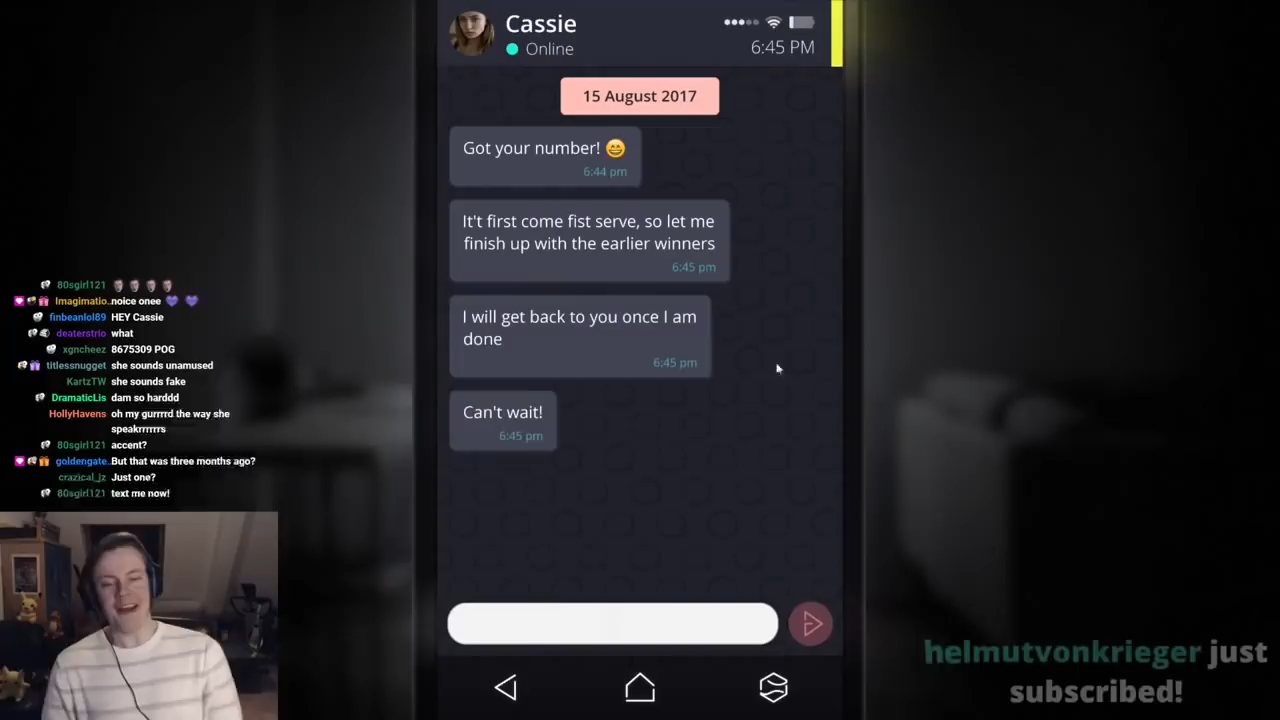 Cassie
Online
6:45 PM
15 August 2017
Got your number! 😄
6:44 pm
It't first come fist serve, so let me
finish up with the earlier winners
6:45 pm
I will get back to you once I am
done
6:45 pm
Can't wait!
6:45 pm
80sgirl121
Imaginatio.. noice onee 💜 💜
finbeanlol89 HEY Cassie
deaterstrio what
xgncheez 8675309 POG
titlessnugget she sounds unamused
KartzTW she sounds fake
DramaticLis dam so harddd
HollyHavens oh my gurrrrd the way she
speakrrrrrrs
80sgirl121 accent?
goldengate.. But that was three months ago?
crazical_jz Just one?
80sgirl121 text me now!
helmutvonkrieger just
subscribed!